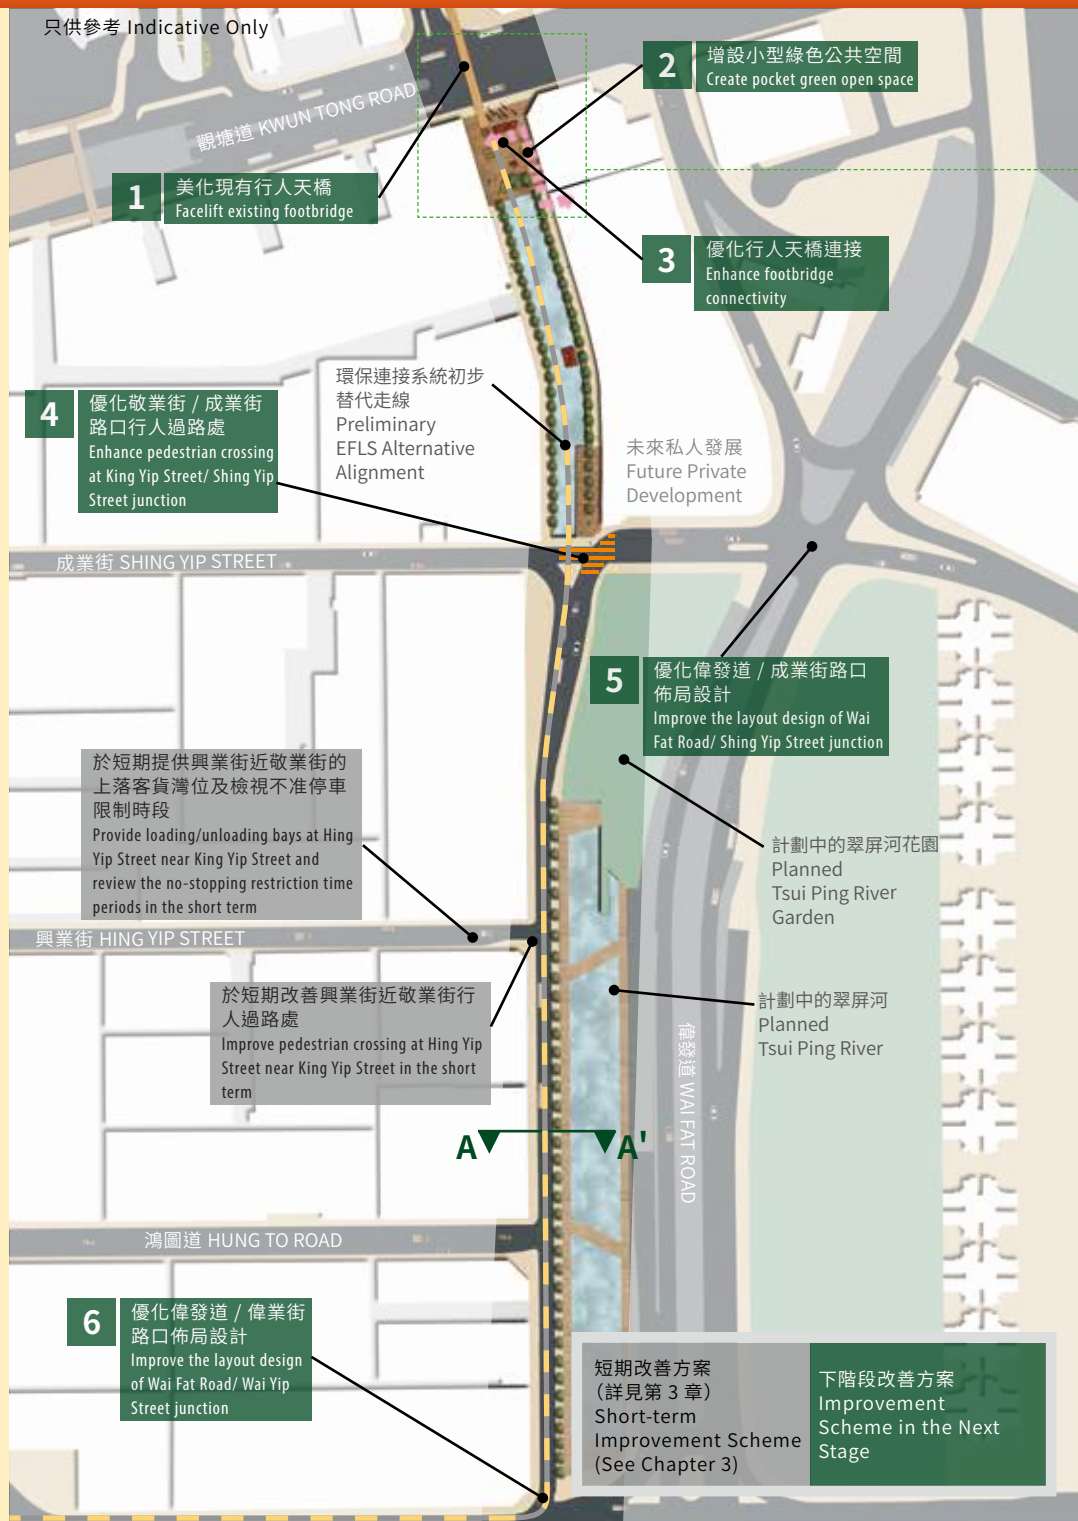 只供參考 Indicative Only
觀塘道 KWUN TONG ROAD
2
增設小型綠色公共空間
Create pocket green open space
1
美化現有行人天橋
Facelift existing footbridge
3
優化行人天橋連接
Enhance footbridge
connectivity
4
優化敬業街 / 成業街
路口行人過路處
Enhance pedestrian crossing
at King Yip Street/ Shing Yip
Street junction
環保連接系統初步
替代走線
Preliminary
EFLS Alternative
Alignment
未來私人發展
Future Private
Development
成業街 SHING YIP STREET
5
優化偉發道 / 成業街路口
佈局設計
Improve the layout design of Wai
Fat Road/ Shing Yip Street junction
於短期提供興業街近敬業街的
上落客貨灣位及檢視不准停車
限制時段
Provide loading/unloading bays at Hing
Yip Street near King Yip Street and
review the no-stopping restriction time
periods in the short term
計劃中的翠屏河花園
Planned
Tsui Ping River
Garden
興業街 HING YIP STREET
於短期改善興業街近敬業街行
人過路處
Improve pedestrian crossing at Hing Yip
Street near King Yip Street in the short
term
計劃中的翠屏河
Planned
Tsui Ping River
偉發道 WAI FAT ROAD
A A'
鴻圖道 HUNG TO ROAD
6
優化偉發道 / 偉業街
路口佈局設計
Improve the layout design
of Wai Fat Road/ Wai Yip
Street junction
短期改善方案
（詳見第 3 章）
Short-term
Improvement Scheme
(See Chapter 3)
下階段改善方案
Improvement
Scheme in the Next
Stage